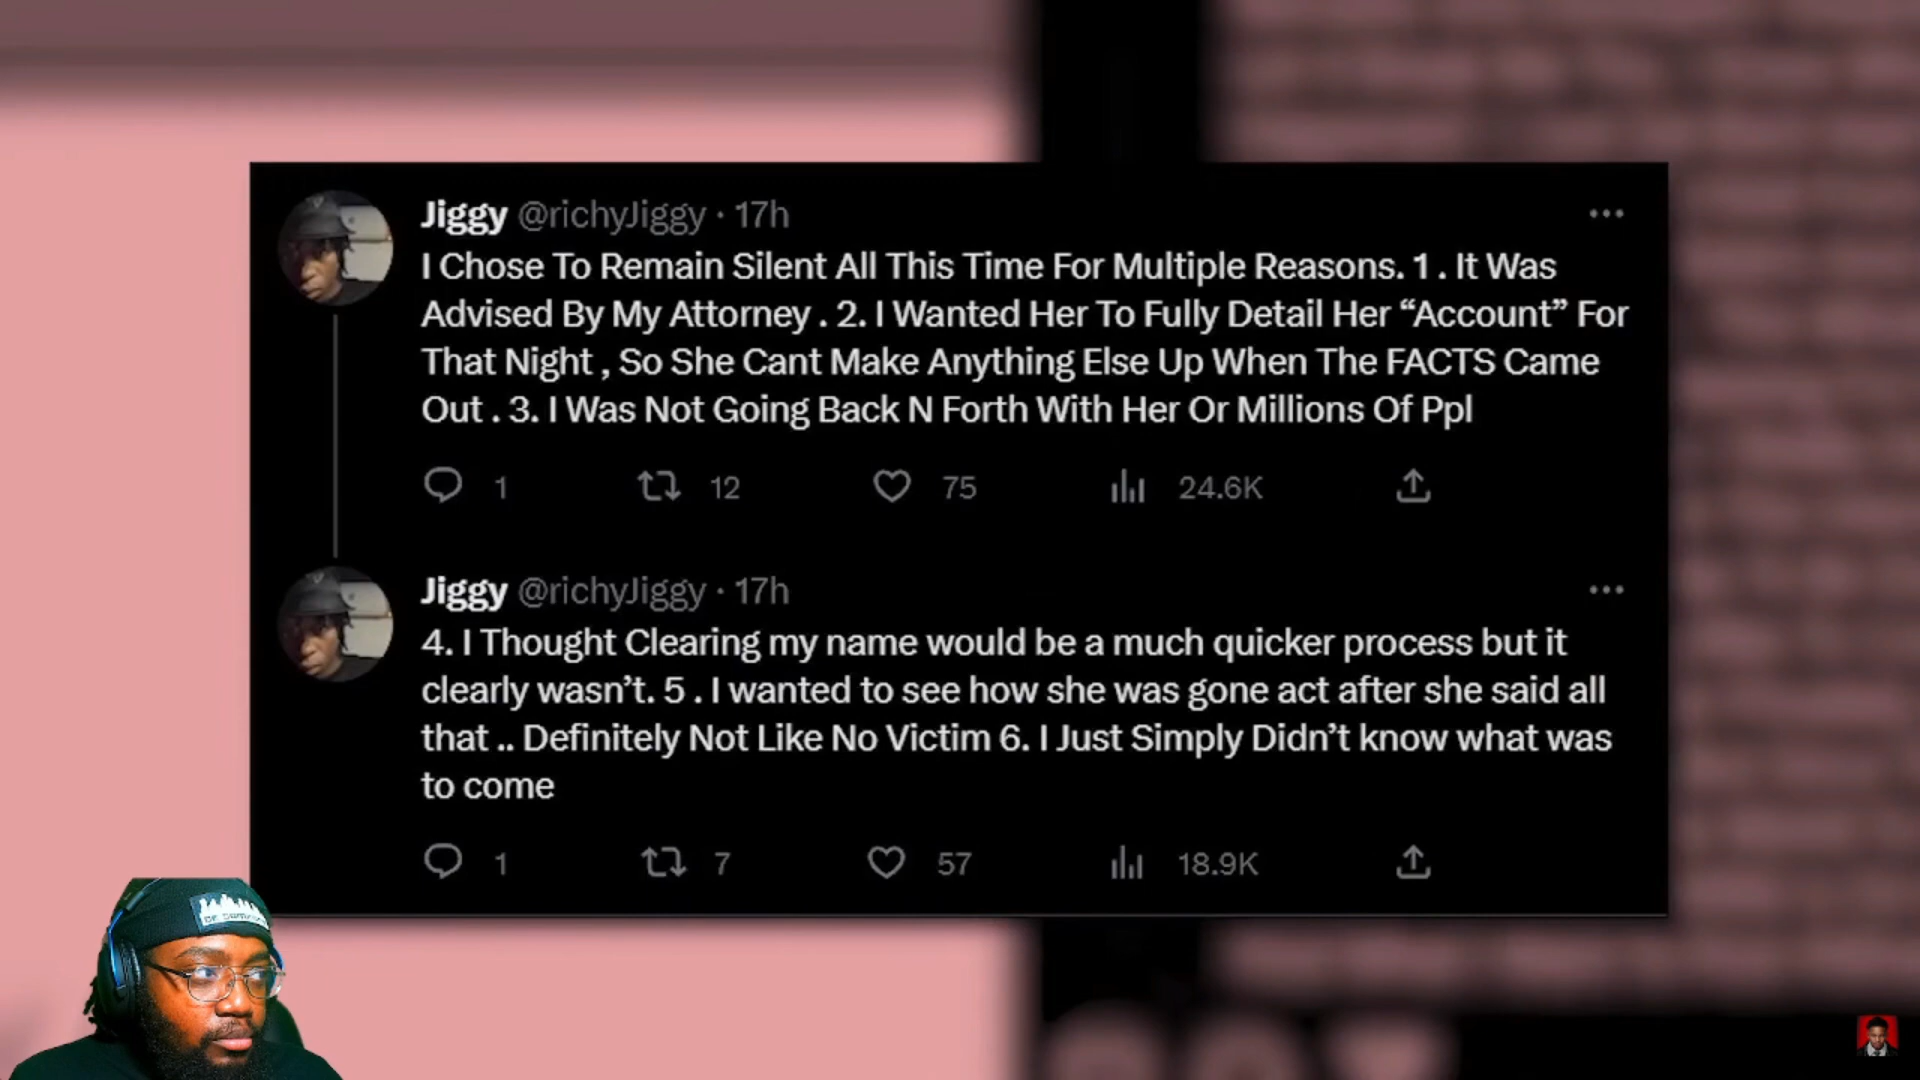 Jiggy @richyJiggy · 17h
I Chose To Remain Silent All This Time For Multiple Reasons. 1 . It Was
Advised By My Attorney . 2. I Wanted Her To Fully Detail Her “Account” For
That Night , So She Cant Make Anything Else Up When The FACTS Came
Out . 3. I Was Not Going Back N Forth With Her Or Millions Of Ppl
1 12 75 24.6K
Jiggy @richyJiggy · 17h
4. I Thought Clearing my name would be a much quicker process but it
clearly wasn’t. 5 . I wanted to see how she was gone act after she said all
that .. Definitely Not Like No Victim 6. I Just Simply Didn’t know what was
to come
1 7 57 18.9K